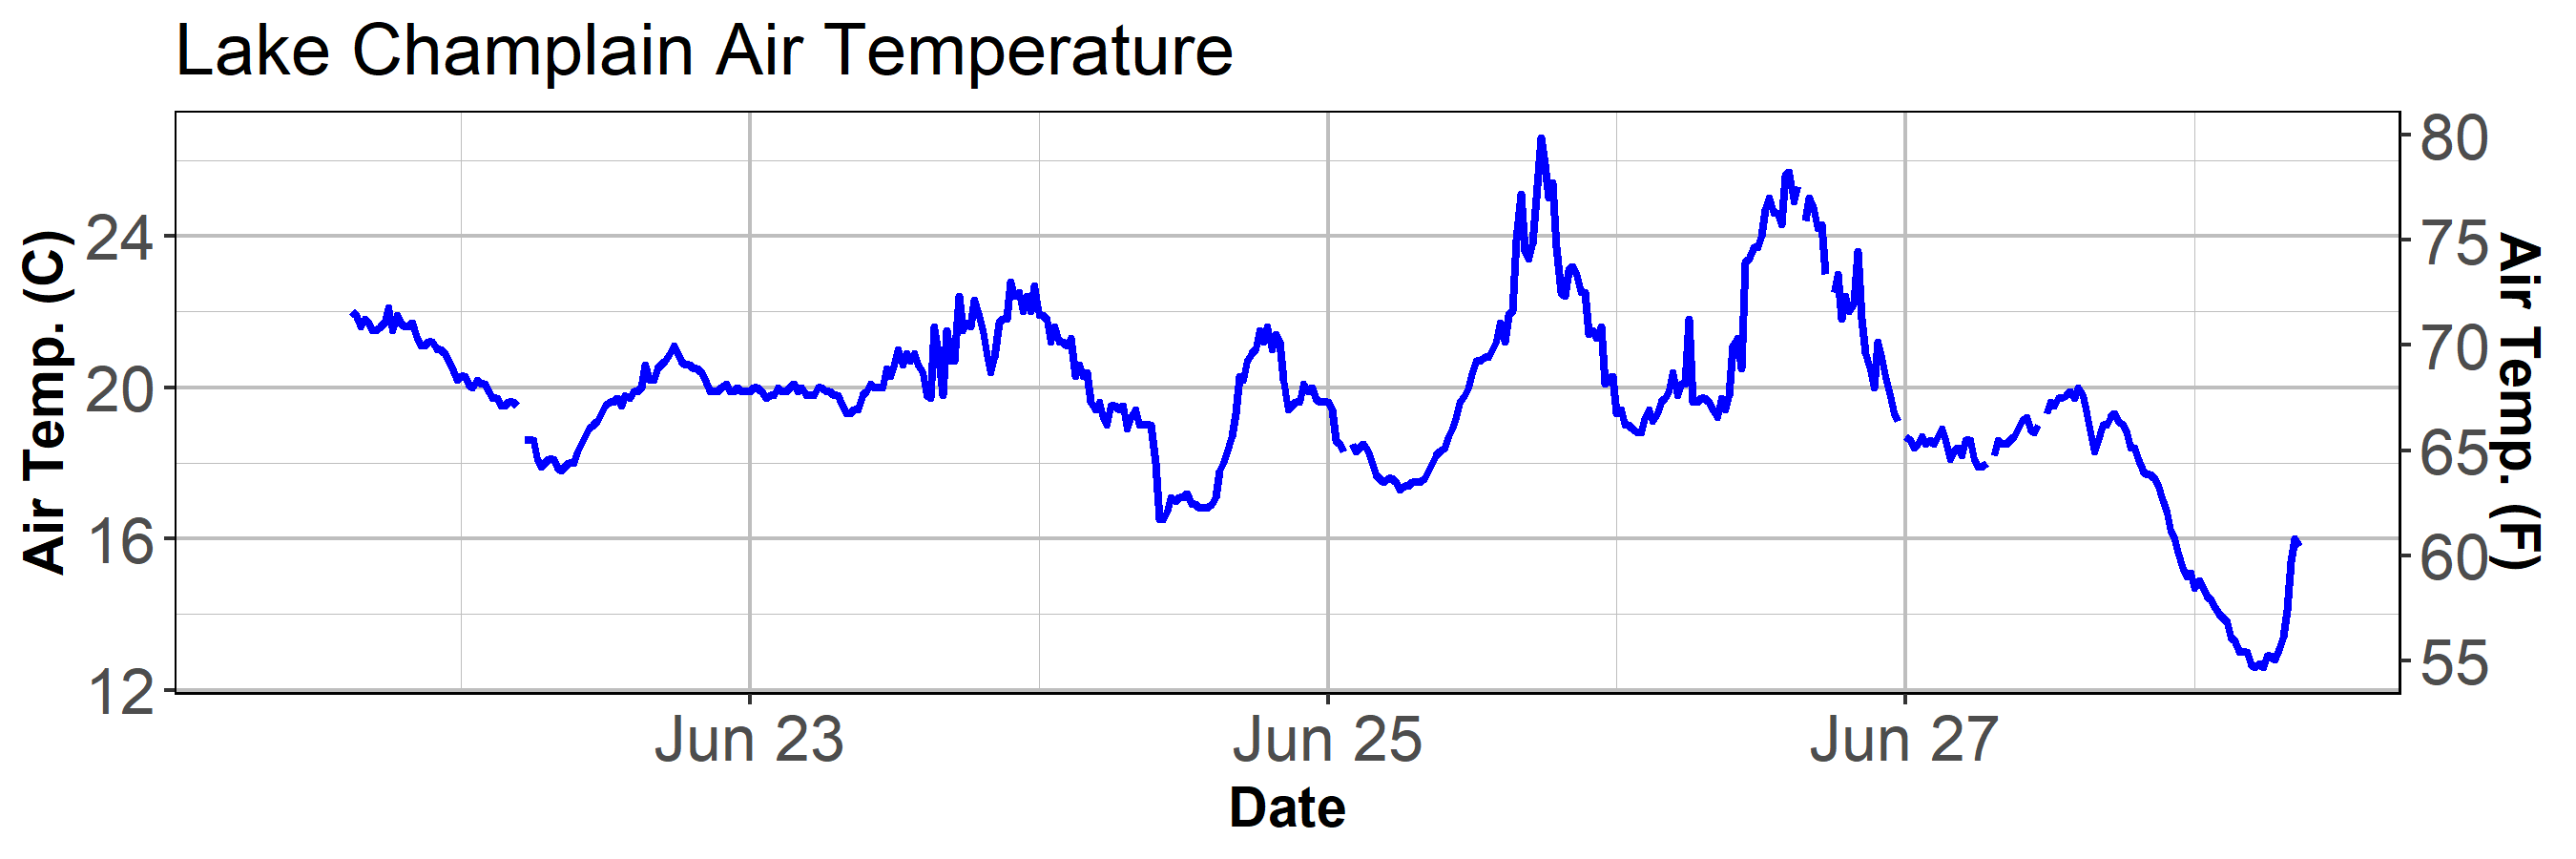 Lake Champlain Air Temperature
Air Temp. (C)
24
20
16
12
80
75
70
65
60
55
Air Temp. (F)
Jun 23
Jun 25
Jun 27
Date